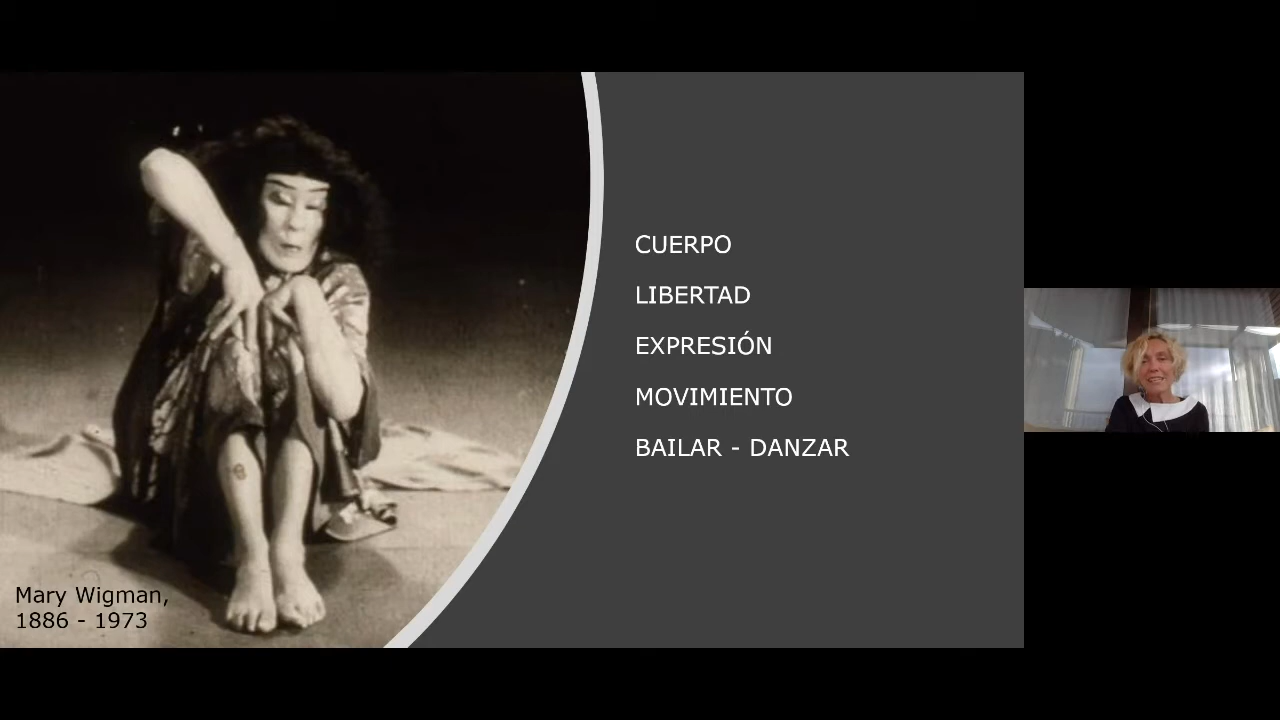 CUERPO
LIBERTAD
EXPRESIÓN
MOVIMIENTO
BAILAR - DANZAR
Mary Wigman,
1886 - 1973